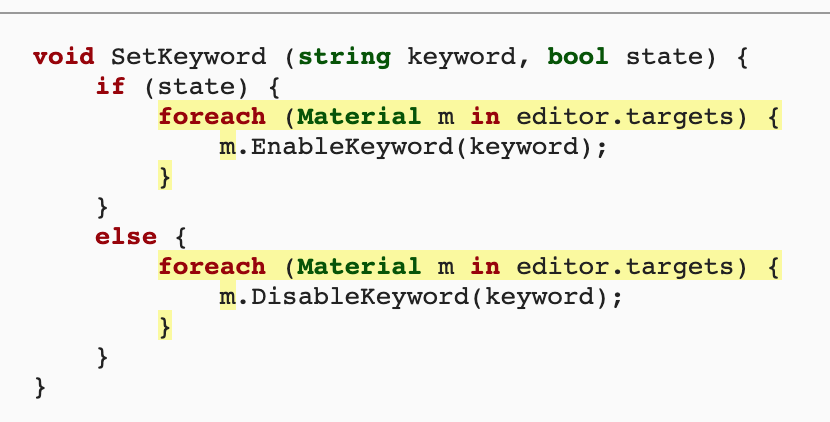 void SetKeyword (string keyword, bool state) {
    if (state) {
        foreach (Material m in editor.targets) {
            m.EnableKeyword(keyword);
        }
    }
    else {
        foreach (Material m in editor.targets) {
            m.DisableKeyword(keyword);
        }
    }
}